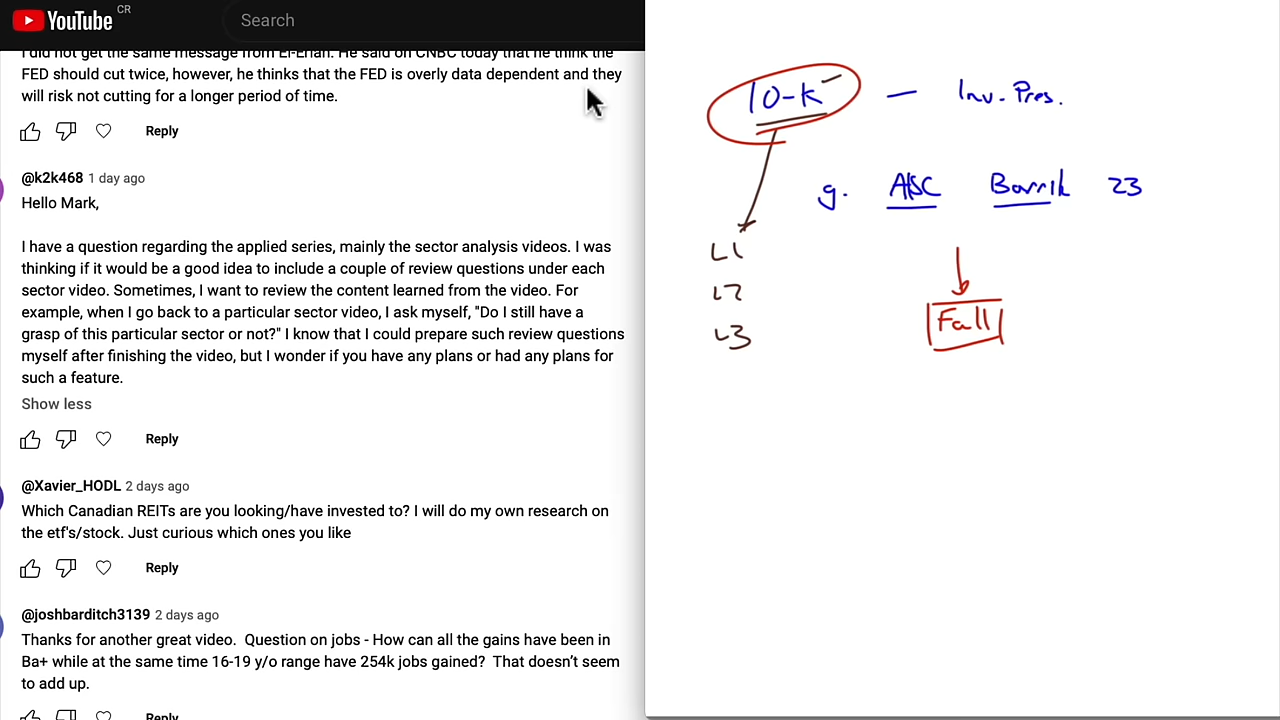 YouTube CR
Search
I did not get the same message from El-Erian. He said on CNBC today that he think the
FED should cut twice, however, he thinks that the FED is overly data dependent and they
will risk not cutting for a longer period of time.
Reply
@k2k468 1 day ago
Hello Mark,
I have a question regarding the applied series, mainly the sector analysis videos. I was
thinking if it would be a good idea to include a couple of review questions under each
sector video. Sometimes, I want to review the content learned from the video. For
example, when I go back to a particular sector video, I ask myself, "Do I still have a
grasp of this particular sector or not?" I know that I could prepare such review questions
myself after finishing the video, but I wonder if you have any plans or had any plans for
such a feature.
Show less
Reply
@Xavier_HODL 2 days ago
Which Canadian REITs are you looking/have invested to? I will do my own research on
the etf's/stock. Just curious which ones you like
Reply
@joshbarditch3139 2 days ago
Thanks for another great video. Question on jobs - How can all the gains have been in
Ba+ while at the same time 16-19 y/o range have 254k jobs gained? That doesn't seem
to add up.
Reply
10-K — Inv. Pres.
g. ABC Barrik 23
L1
L2
L3
Fall